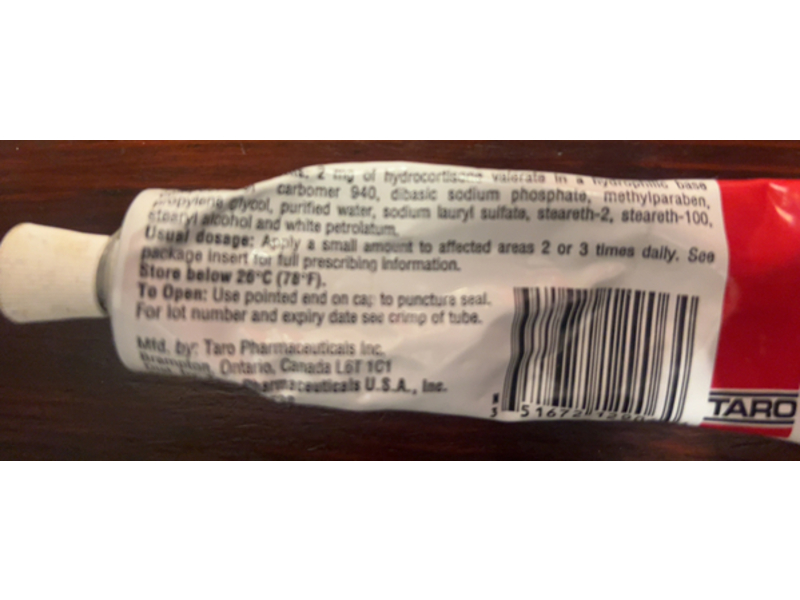 2 mg of hydrocortisone valerate in a hydrophilic base
carbomer 940, dibasic sodium phosphate, methylparaben,
propylene glycol, purified water, sodium lauryl sulfate, steareth-2, steareth-100,
stearyl alcohol and white petrolatum.
Usual dosage: Apply a small amount to affected areas 2 or 3 times daily. See
package insert for full prescribing information.
Store below 26°C (78°F).
To Open: Use pointed end on cap to puncture seal.
For lot number and expiry date see crimp of tube.
Mfd. by: Taro Pharmaceuticals Inc.
Brampton, Ontario, Canada L6T 1C1
Pharmaceuticals U.S.A., Inc.
N
3 51672 1290
TARO